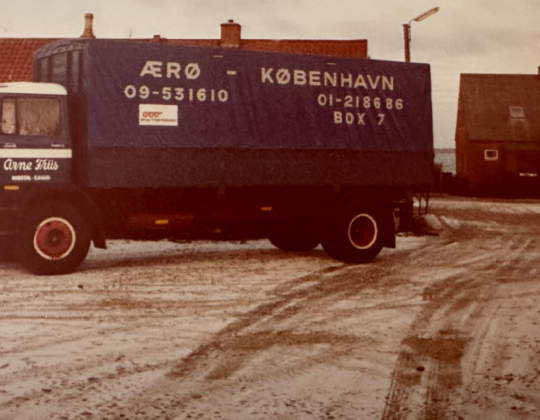 ÆRØ - KØBENHAVN
09-531610
01-218686
BOX 7
Arne Friis